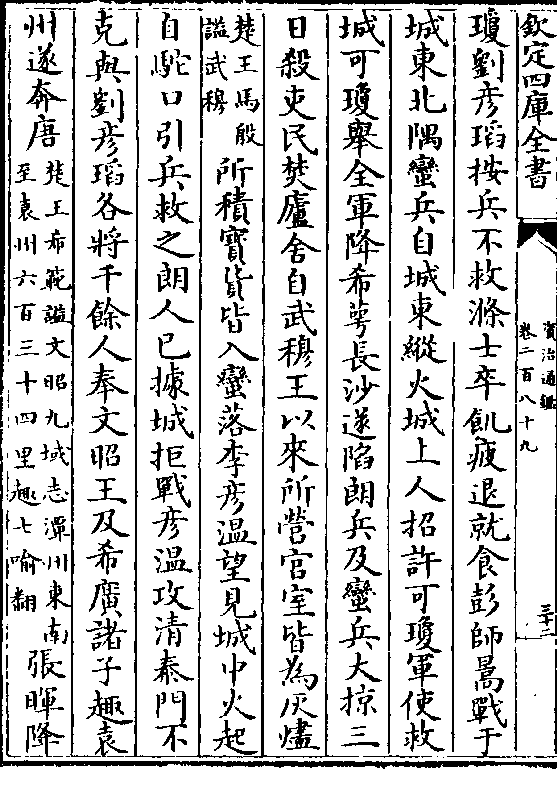 欽定四庫全書
資治通鑑
卷二百八十九
三十二
瓊劉彥瑫按兵不救滌士卒飢疲退就食彭師暠戰于
城東北隅蠻兵自城東縱火城上人招許可瓊軍使救
城可瓊舉全軍降希萼長沙遂陷朗兵及蠻兵大掠三
日殺吏民焚廬舍自武穆王以來所營宫室皆為灰燼
楚王馬殷
諡武穆
所積寶貨皆入蠻落李彥温望見城中火起
自駝口引兵救之朗人已據城拒戰彥温攻清泰門不
克與劉彥瑫各將千餘人奉文昭王及希廣諸子趣袁
州遂奔唐
楚王希範諡文昭九域志潭州東南
至袁州六百三十四里趣七喻翻
張暉降